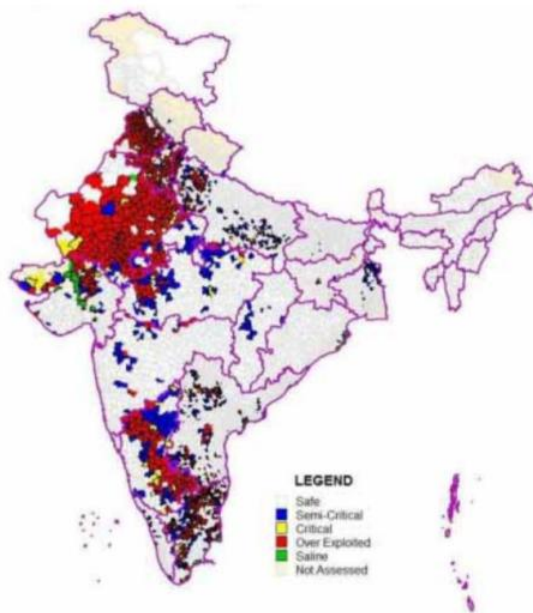 LEGEND
Safe
Semi-Critical
Critical
Over Exploited
Saline
Not Assessed